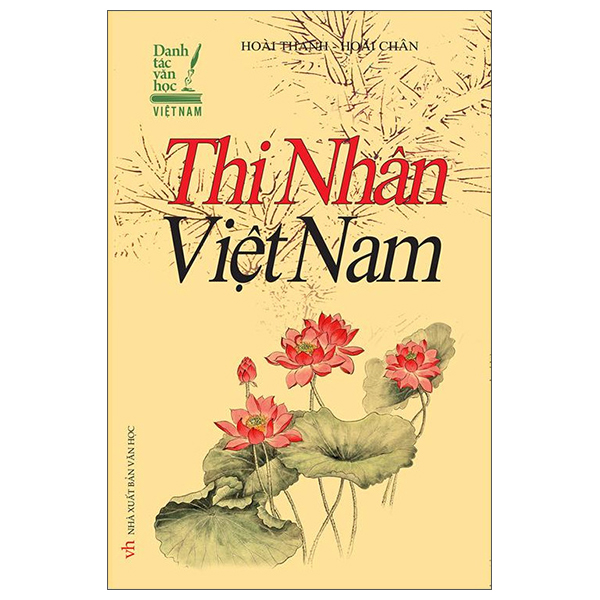 Danh
tác
văn
học
VIỆT NAM
HOÀI THANH - HOÀI CHÂN
Thi Nhân
Việt Nam
vh NHÀ XUẤT BẢN VĂN HỌC